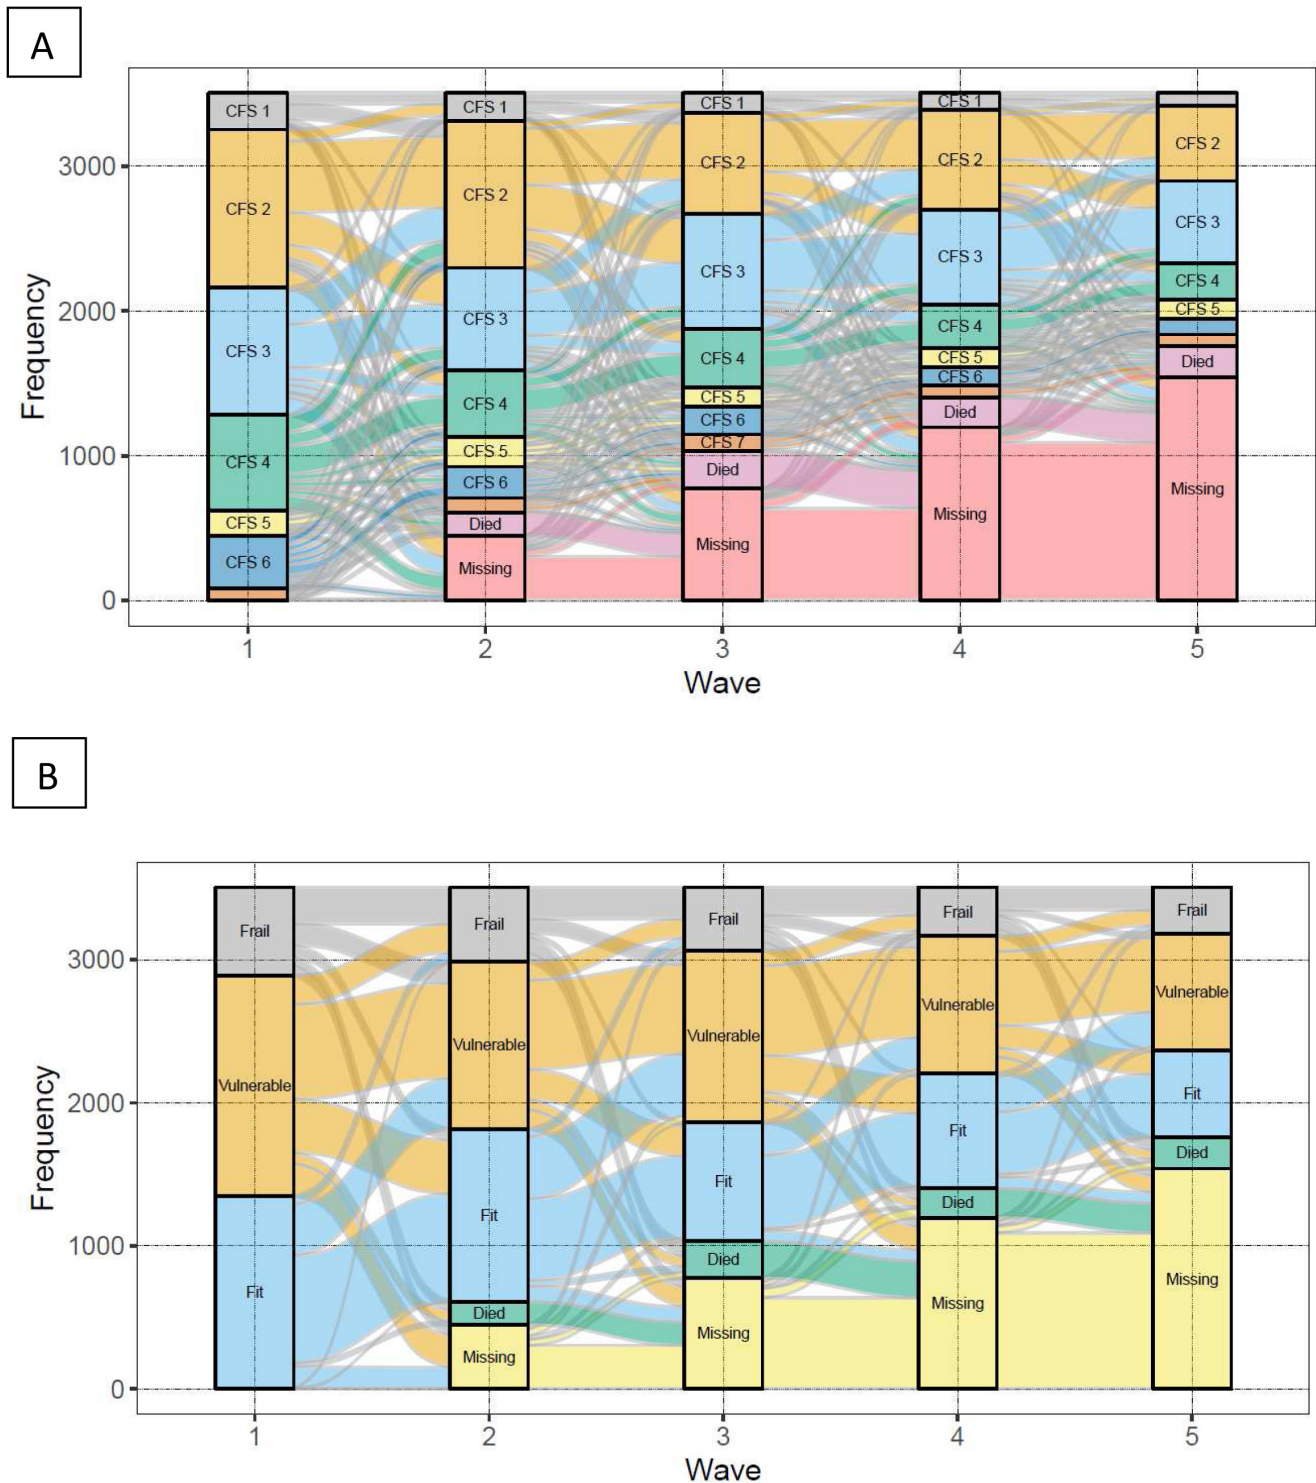 A
Frequency
3000
2000
1000
0
CFS 1
CFS 2
CFS 3
CFS 4
CFS 5
CFS 6
CFS 1
CFS 2
CFS 3
CFS 4
CFS 5
CFS 6
Died
Missing
CFS 1
CFS 2
CFS 3
CFS 4
CFS 5
CFS 6
CFS 7
Died
Missing
CFS 1
CFS 2
CFS 3
CFS 4
CFS 5
CFS 6
Died
Missing
CFS 2
CFS 3
CFS 4
CFS 5
Died
Missing
1 2 3 4 5
Wave
B
Frequency
3000
2000
1000
0
Frail
Vulnerable
Fit
Frail
Vulnerable
Fit
Died
Missing
Frail
Vulnerable
Fit
Died
Missing
Frail
Vulnerable
Fit
Died
Missing
Frail
Vulnerable
Fit
Died
Missing
1 2 3 4 5
Wave